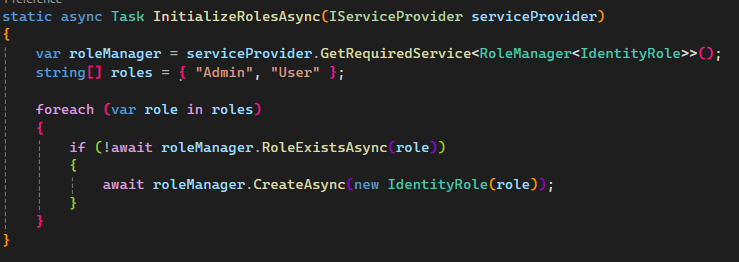 static async Task InitializeRolesAsync(IServiceProvider serviceProvider)
{
    var roleManager = serviceProvider.GetRequiredService<RoleManager<IdentityRole>>();
    string[] roles = { "Admin", "User" };

    foreach (var role in roles)
    {
        if (!await roleManager.RoleExistsAsync(role))
        {
            await roleManager.CreateAsync(new IdentityRole(role));
        }
    }
}